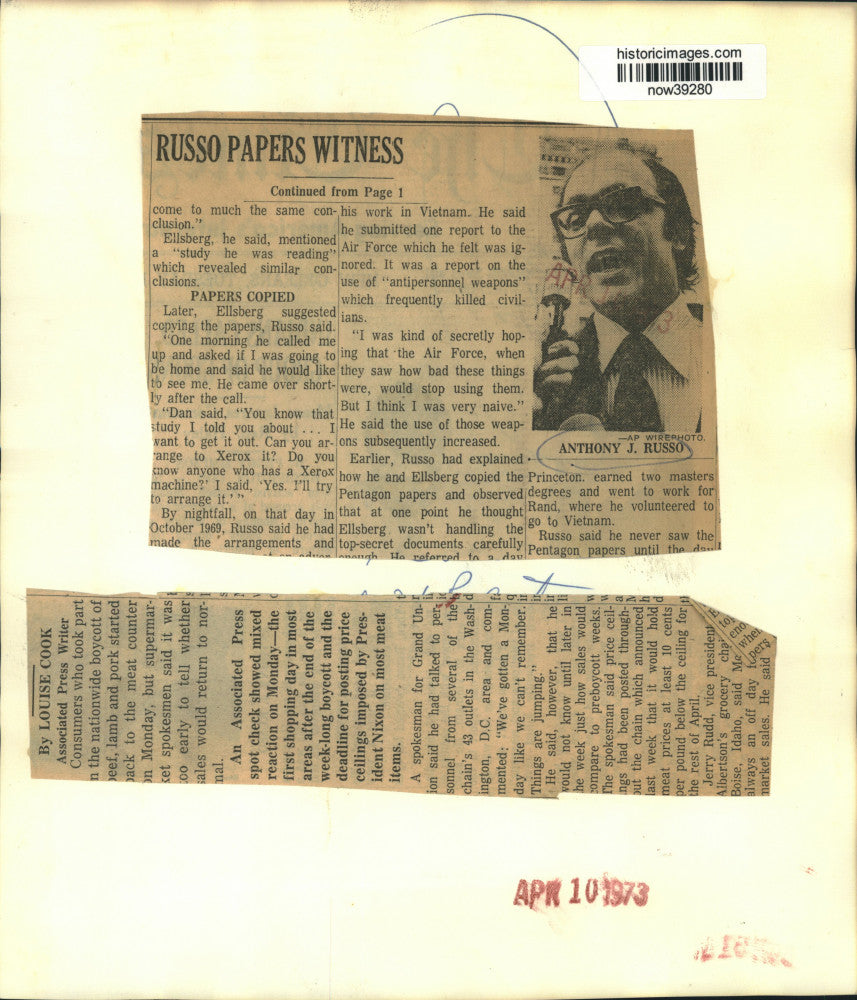 historicimages.com
now39280
RUSSO PAPERS WITNESS
Continued from Page 1
come to much the same con-
clusion."
Ellsberg, he said, mentioned
a "study he was reading"
which revealed similar con-
clusions.
PAPERS COPIED
Later, Ellsberg suggested
copying the papers, Russo said.
"One morning he called me
up and asked if I was going to
be home and said he would like
to see me. He came over short-
ly after the call.
"Dan said, "You know that
study I told you about ... I
want to get it out. Can you ar-
range to Xerox it? Do you
know anyone who has a Xerox
machine?' I said, 'Yes. I'll try
to arrange it.' "
By nightfall, on that day in
October 1969, Russo said he had
made the arrangements and
his work in Vietnam. He said
he submitted one report to the
Air Force which he felt was ig-
nored. It was a report on the
use of "antipersonnel weapons"
which frequently killed civil-
ians.
"I was kind of secretly hop-
ing that the Air Force, when
they saw how bad these things
were, would stop using them.
But I think I was very naive."
He said the use of those weap-
ons subsequently increased.
Earlier, Russo had explained
how he and Ellsberg copied the
Pentagon papers and observed
that at one point he thought
Ellsberg wasn't handling the
top-secret documents carefully
enough. He referred to a day
APR
13
—AP WIREPHOTO.
ANTHONY J. RUSSO
Princeton. earned two masters
degrees and went to work for
Rand, where he volunteered to
go to Vietnam.
Russo said he never saw the
Pentagon papers until the day
By LOUISE COOK
Associated Press Writer
Consumers who took part
n the nationwide boycott of
beef, lamb and pork started
back to the meat counter
on Monday, but supermar-
ket spokesmen said it was
too early to tell whether
sales would return to nor-
mal.
An Associated Press
spot check showed mixed
reaction on Monday—the
first shopping day in most
areas after the end of the
week-long boycott and the
deadline for posting price
ceilings imposed by Pres-
ident Nixon on most meat
items.
A spokesman for Grand Un-
ion said he had talked to per-
sonnel from several of the
chain's 43 outlets in the Wash-
ington, D.C. area and com-
mented: "We've gotten a Mon-
day like we can't remember.
Things are jumping."
He said, however, that he
would not know until later in
the week just how sales would
compare to preboycott weeks.
The spokesman said price ceil-
ings had been posted through-
out the chain which announced
last week that it would hold
meat prices at least 10 cents
per pound below the ceiling for
the rest of April.
Jerry Rudd, vice president
Albertson's grocery cha
Boise, Idaho, said Mo
always an off day
market sales. He said
APR 10 1973